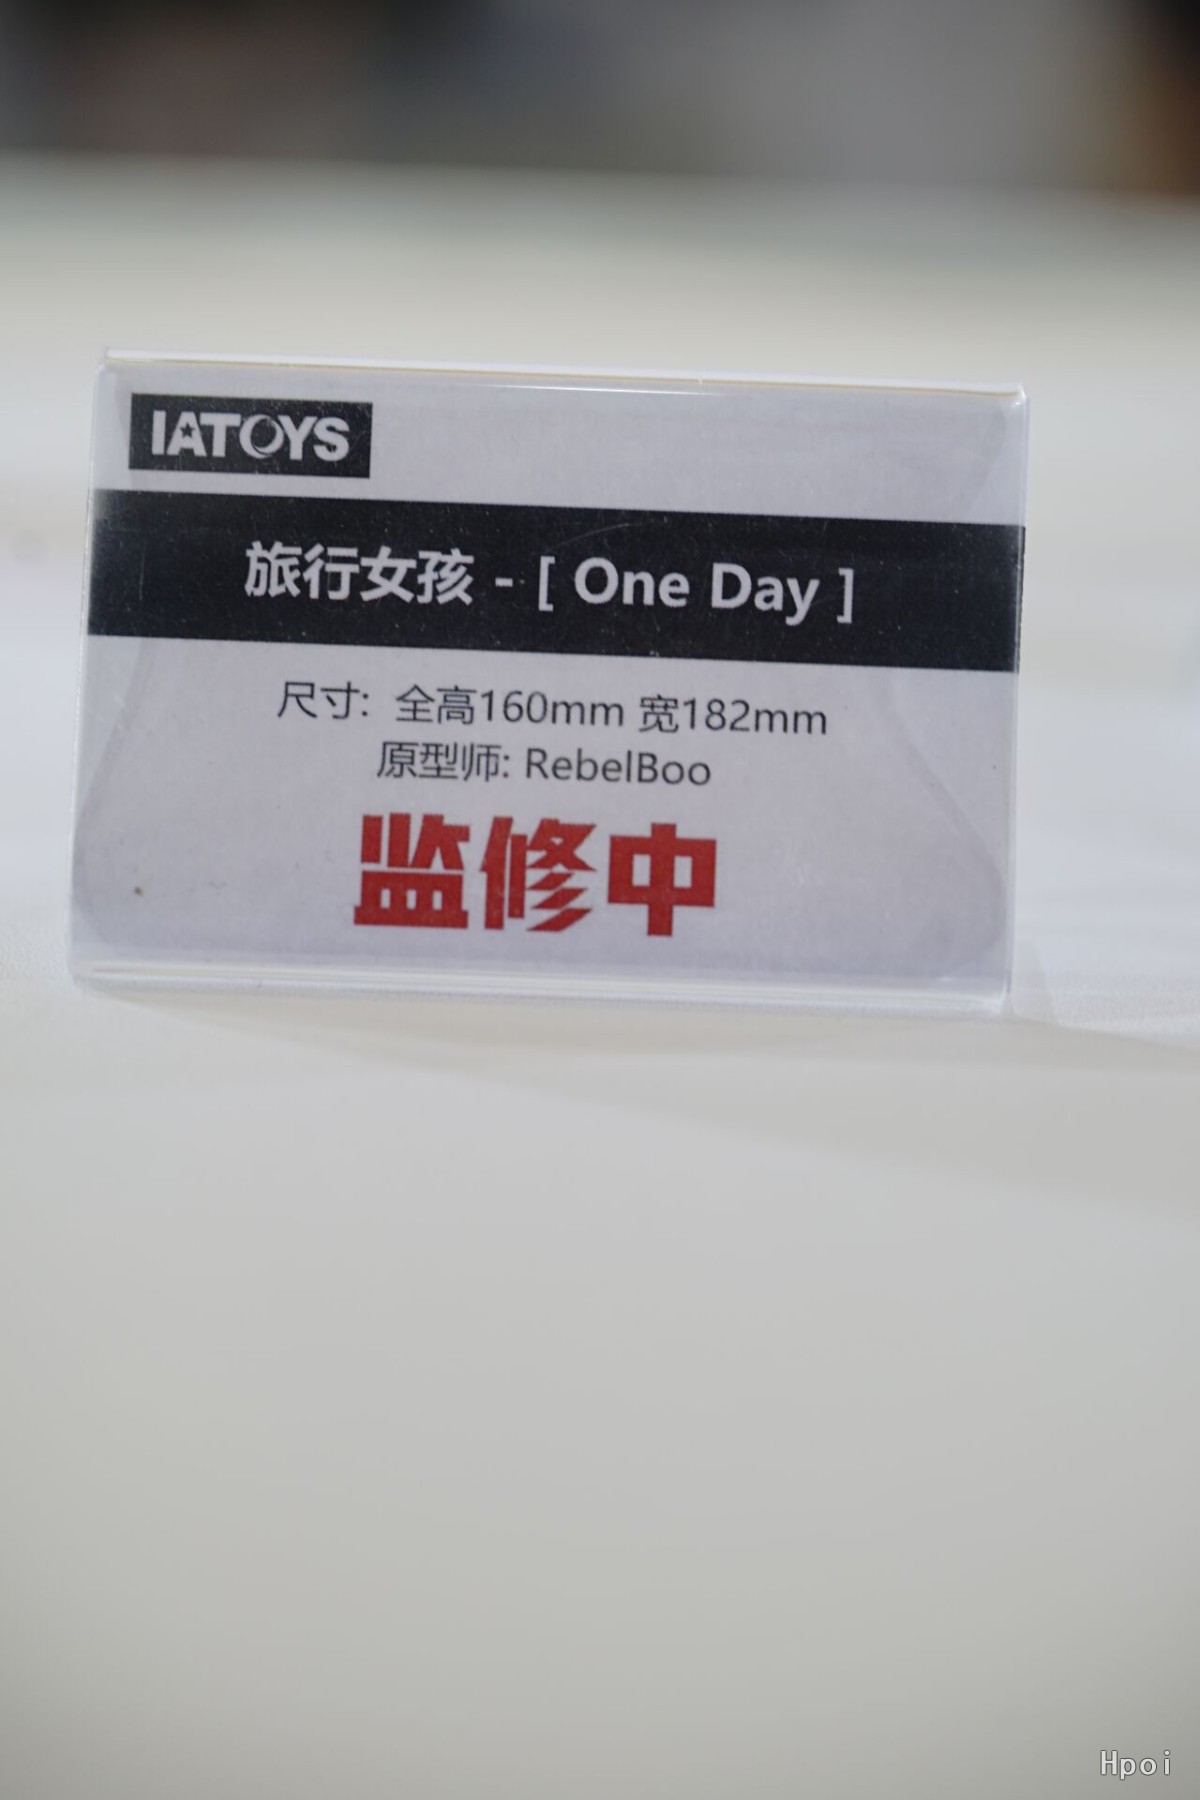 IATOYS
旅行女孩 - [ One Day ]
尺寸: 全高160mm 宽182mm
原型师: RebelBoo
监修中
Hpoi